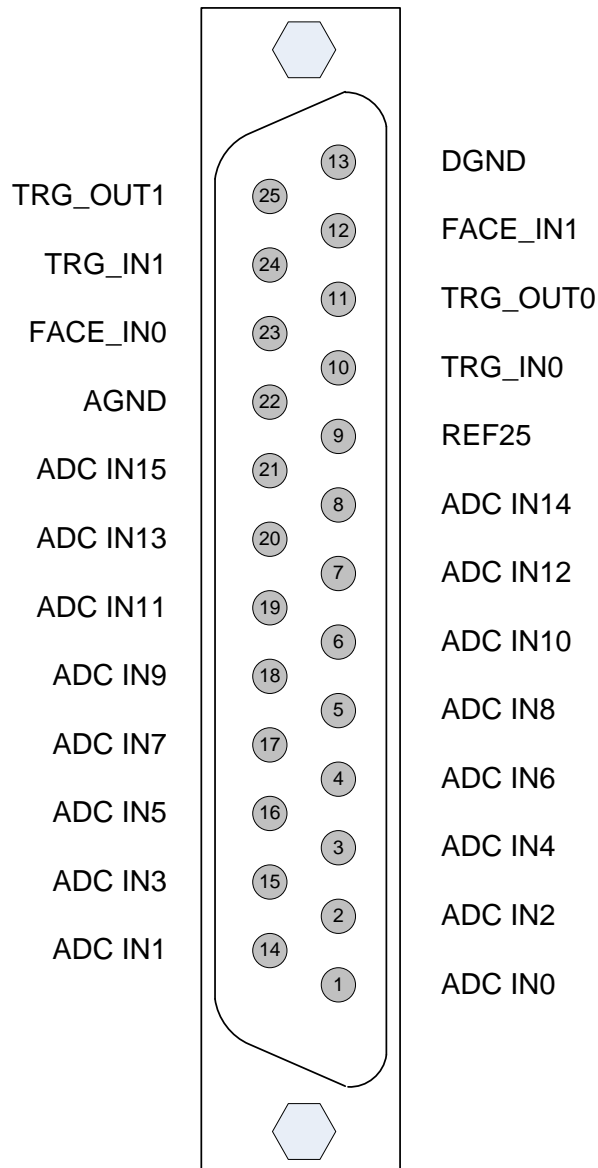 13 DGND
TRG_OUT1 25
12 FACE_IN1
TRG_IN1 24
11 TRG_OUT0
FACE_IN0 23
10 TRG_IN0
AGND 22
9 REF25
ADC IN15 21
8 ADC IN14
ADC IN13 20
7 ADC IN12
ADC IN11 19
6 ADC IN10
ADC IN9 18
5 ADC IN8
ADC IN7 17
4 ADC IN6
ADC IN5 16
3 ADC IN4
ADC IN3 15
2 ADC IN2
ADC IN1 14
1 ADC IN0